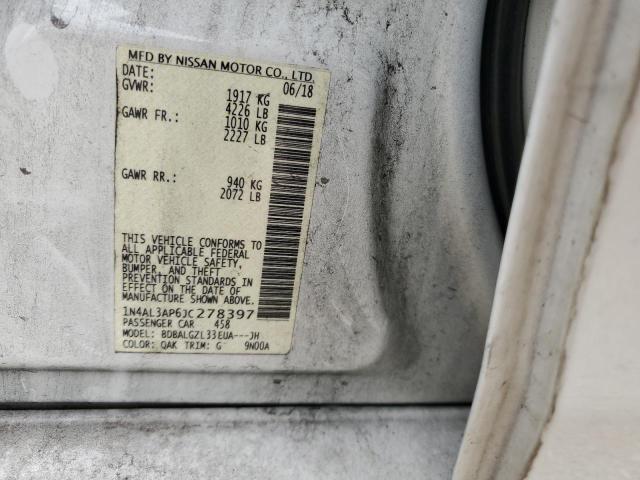 MFD BY NISSAN MOTOR CO., LTD.
DATE: 06/18
GVWR: 1917 KG
4226 LB
GAWR FR.: 1010 KG
2227 LB
GAWR RR.: 940 KG
2072 LB
THIS VEHICLE CONFORMS TO
ALL APPLICABLE FEDERAL
MOTOR VEHICLE SAFETY,
BUMPER, AND THEFT
PREVENTION STANDARDS IN
EFFECT ON THE DATE OF
MANUFACTURE SHOWN ABOVE.
1N4AL3AP6JC278397
PASSENGER CAR 458
MODEL: BDBALGZL33EUA---JH
COLOR: QAK TRIM: G 9N00A